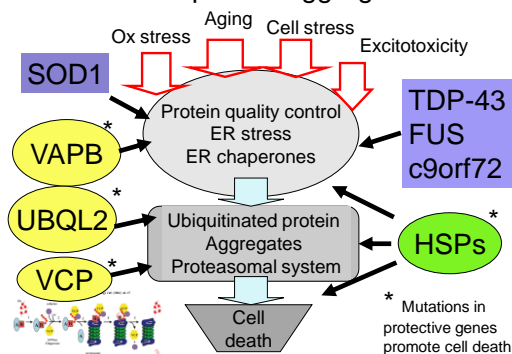 Aging
Ox stress
Cell stress
Excitotoxicity
SOD1
Protein quality control
ER stress
ER chaperones
TDP-43
FUS
c9orf72
*
VAPB
*
UBQL2
Ubiquitinated protein
Aggregates
Proteasomal system
*
HSPs
*
VCP
Cell
death
* Mutations in
protective genes
promote cell death